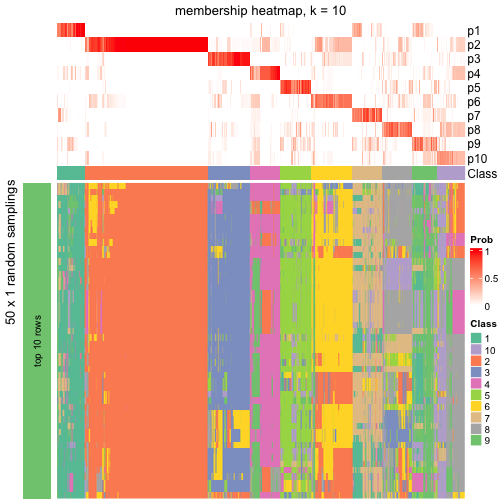 membership heatmap, k = 10
p1
p2
p3
p4
p5
p6
p7
p8
p9
p10
Class
50 x 1 random samplings
top 10 rows
Prob
1
0.5
0
Class
1
10
2
3
4
5
6
7
8
9